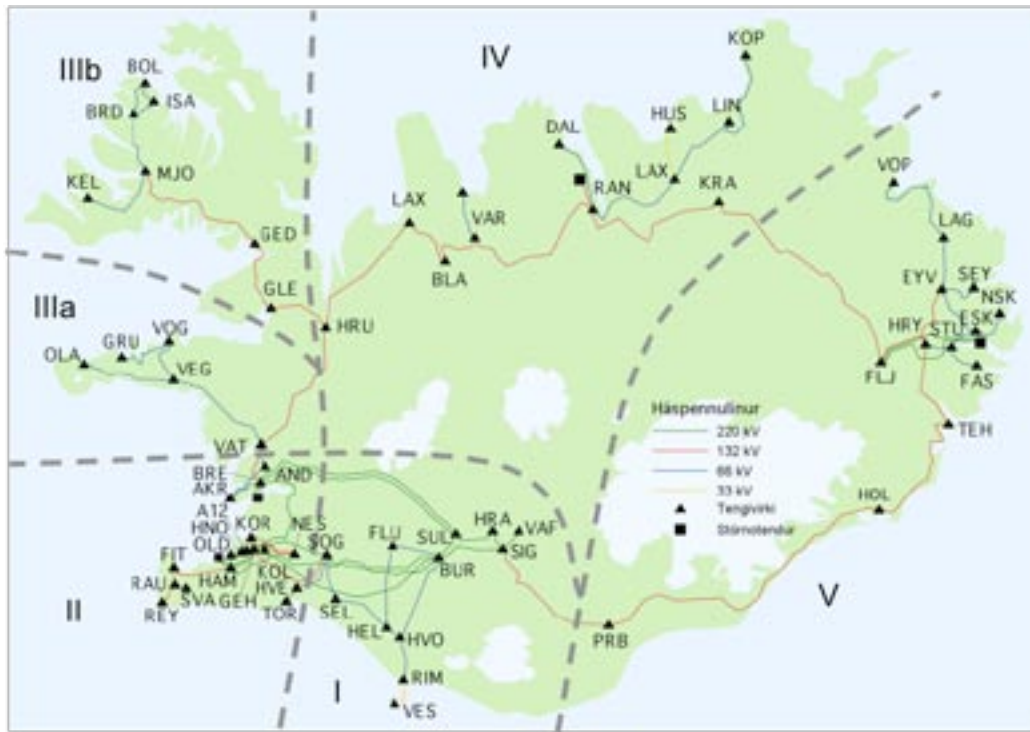 IIIb
BOL
ISA
BRD
MJO
KEL
GED
GLE
IV
KOP
HUS
LIN
DAL
LAX
RAN
KRA
LAX
VAR
BLA
HRU
VOP
LAG
EYV
SEY
NSK
ESK
HRY
STU
FLJ
FAS
TEH
HOL
IIIa
VOG
GRU
OLA
VEG
VAT
BRE
AND
AKR
A12
HNO
KOR
NES
OLD
SOG
FLU
SUL
HRA
VAF
SIG
BUR
FIT
RAU
HAM
KOL
HVE
SVA
GEH
REY
TOR
SEL
HEL
HVO
RIM
VES
PRB
II
I
V
Háspennulínur
220 kV
132 kV
66 kV
33 kV
Tengivirki
Stórnotendur